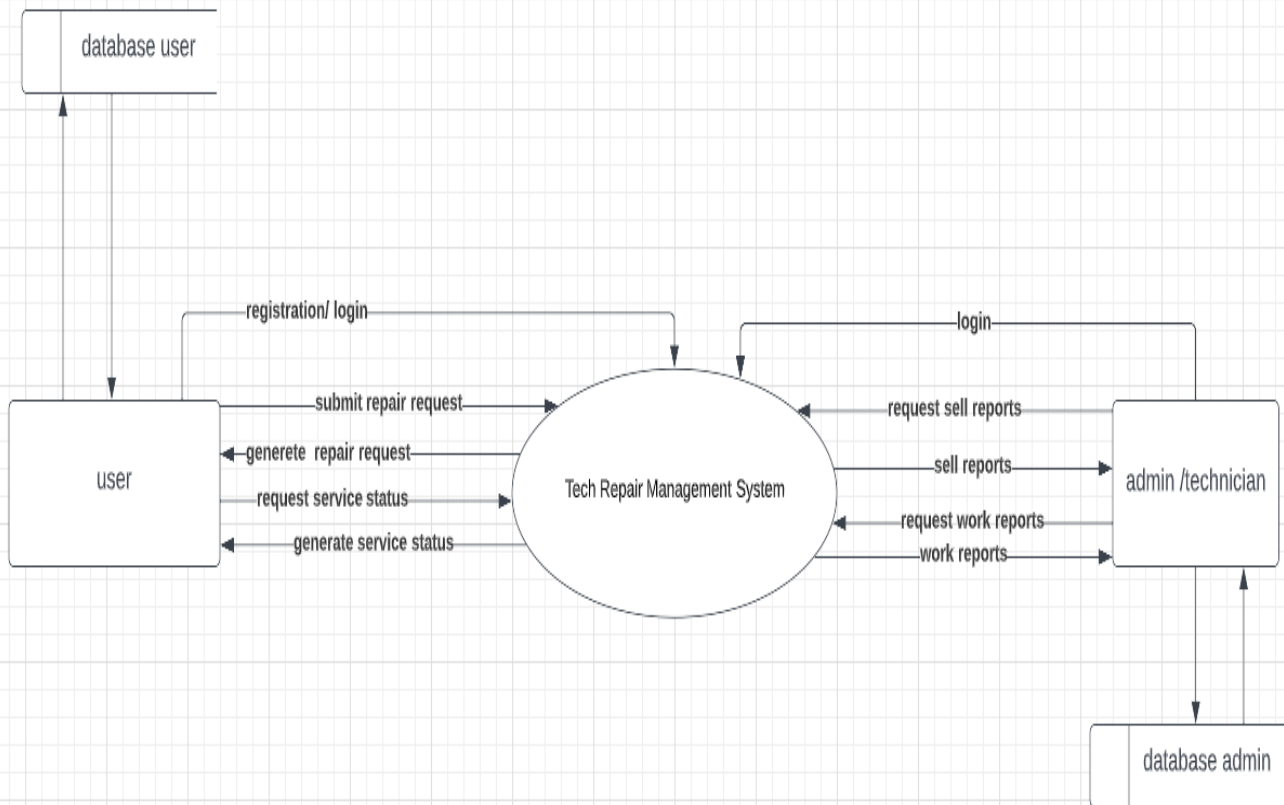 database user
registration/ login
login
submit repair request
request sell reports
generete repair request
sell reports
user
Tech Repair Management System
admin /technician
request service status
request work reports
generate service status
work reports
database admin